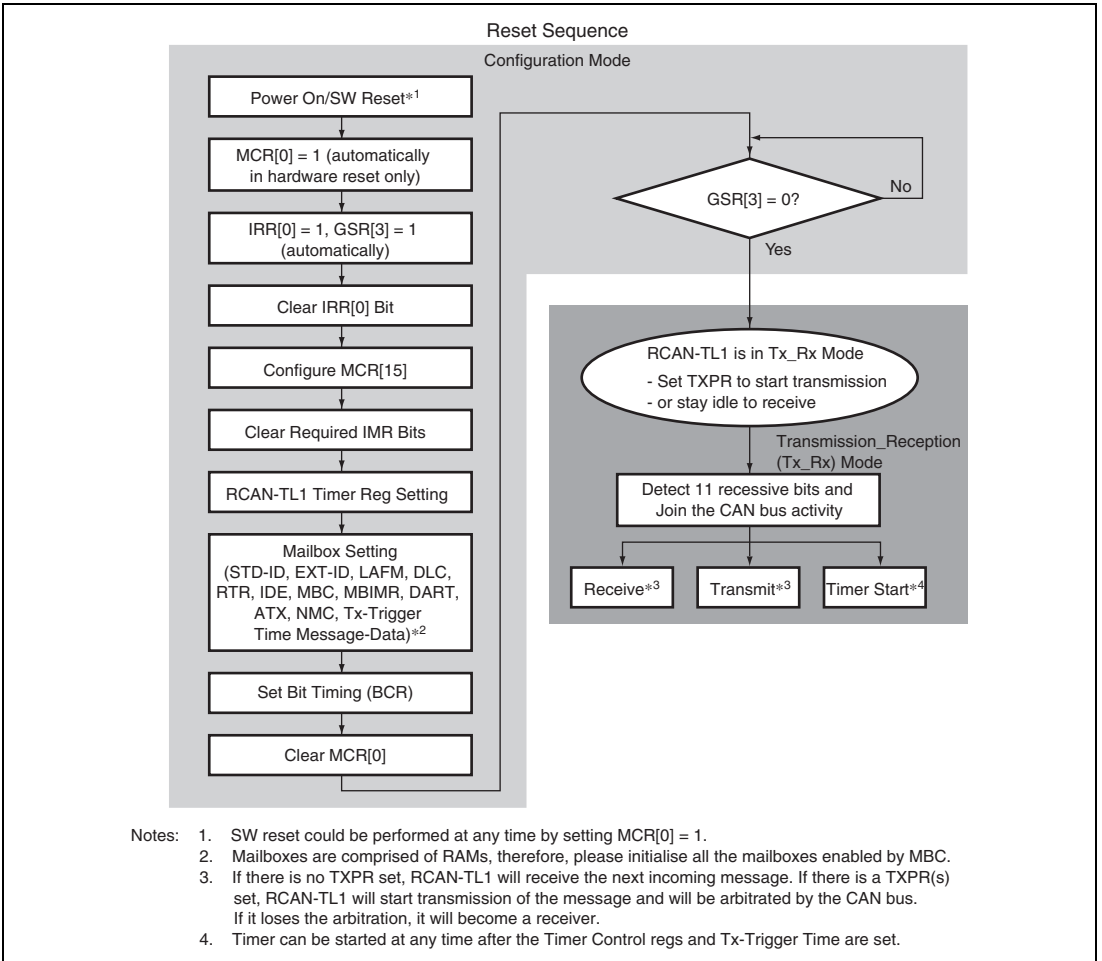 Reset Sequence
Configuration Mode
Power On/SW Reset*1
MCR[0] = 1 (automatically
in hardware reset only)
IRR[0] = 1, GSR[3] = 1
(automatically)
Clear IRR[0] Bit
Configure MCR[15]
Clear Required IMR Bits
RCAN-TL1 Timer Reg Setting
Mailbox Setting
(STD-ID, EXT-ID, LAFM, DLC,
RTR, IDE, MBC, MBIMR, DART,
ATX, NMC, Tx-Trigger
Time Message-Data)*2
Set Bit Timing (BCR)
Clear MCR[0]
GSR[3] = 0?
No
Yes
RCAN-TL1 is in Tx_Rx Mode
- Set TXPR to start transmission
- or stay idle to receive
Transmission_Reception
(Tx_Rx) Mode
Detect 11 recessive bits and
Join the CAN bus activity
Receive*3
Transmit*3
Timer Start*4
Notes: 1. SW reset could be performed at any time by setting MCR[0] = 1.
2. Mailboxes are comprised of RAMs, therefore, please initialise all the mailboxes enabled by MBC.
3. If there is no TXPR set, RCAN-TL1 will receive the next incoming message. If there is a TXPR(s)
set, RCAN-TL1 will start transmission of the message and will be arbitrated by the CAN bus.
If it loses the arbitration, it will become a receiver.
4. Timer can be started at any time after the Timer Control regs and Tx-Trigger Time are set.